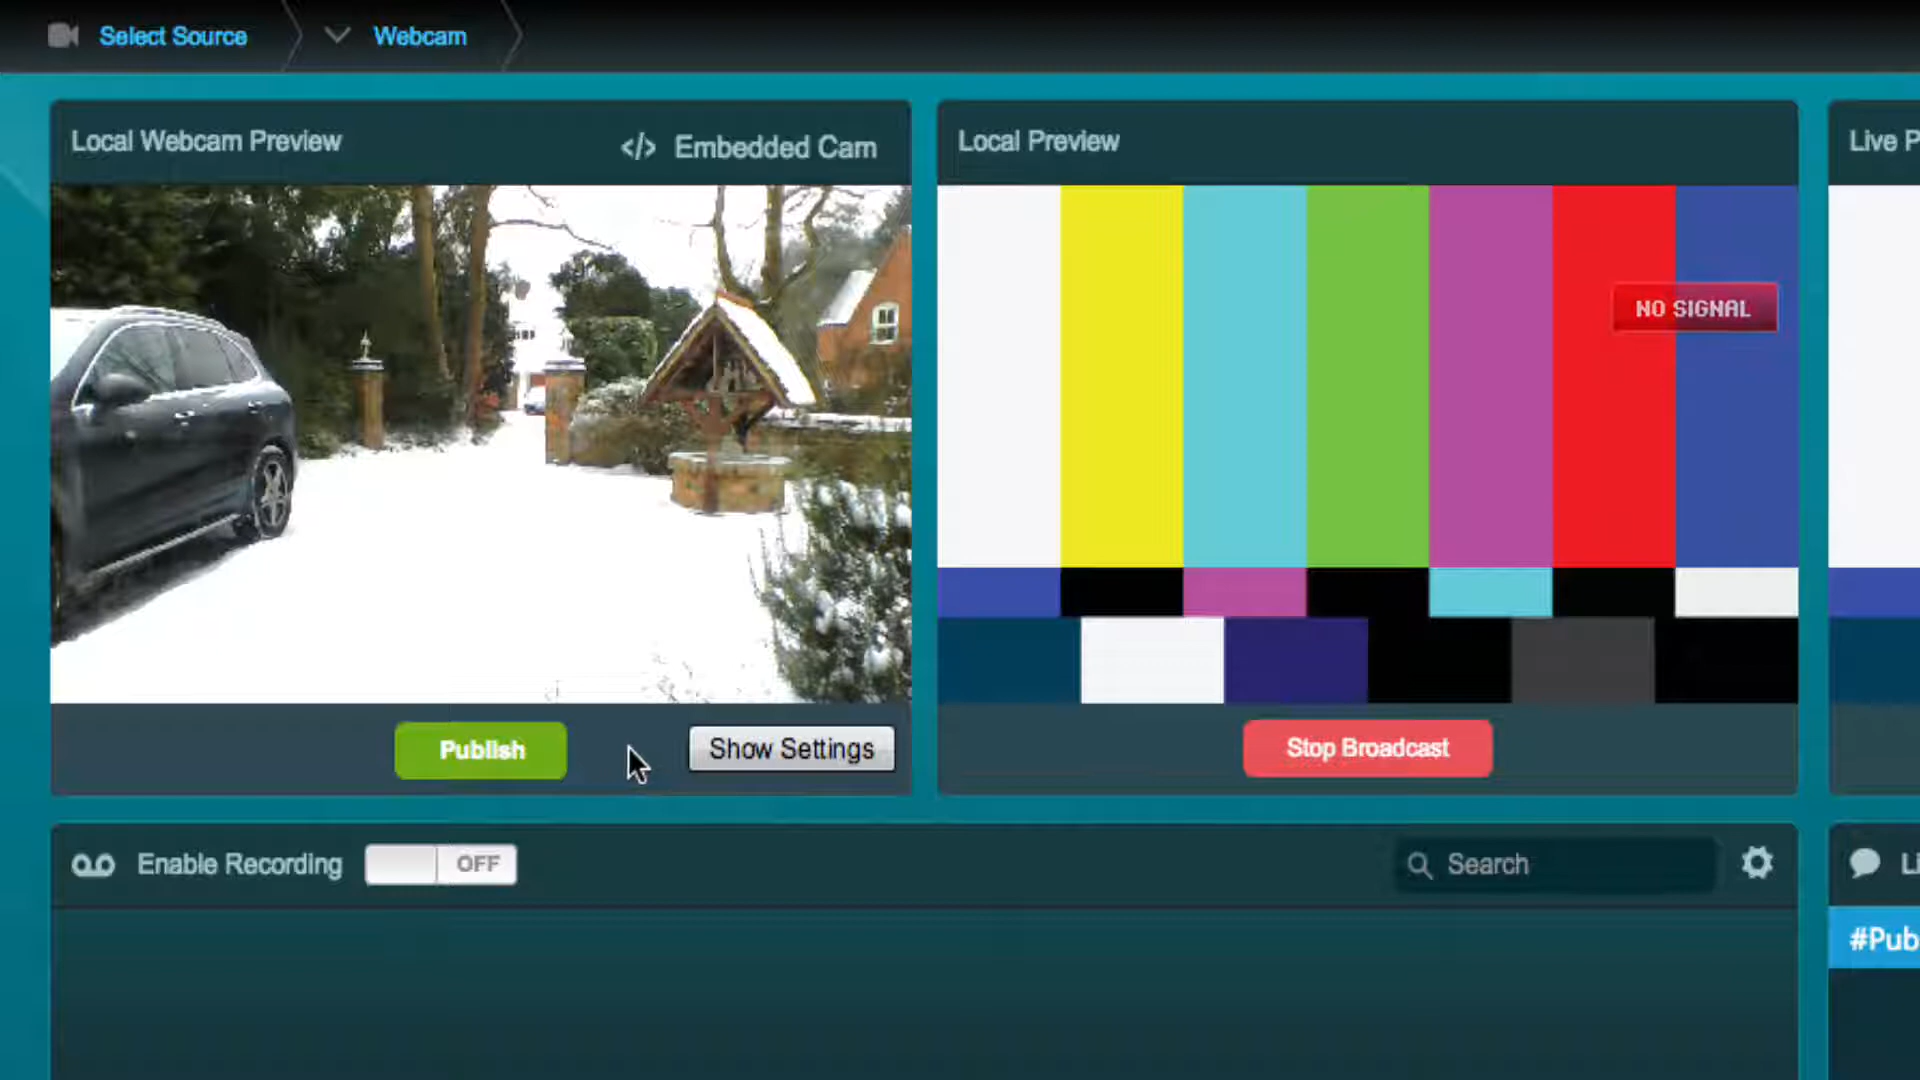 Select Source
Webcam
Local Webcam Preview
</> Embedded Cam
Local Preview
Live P
NO SIGNAL
Publish
Show Settings
Stop Broadcast
Enable Recording
OFF
Search
Li
#Pub